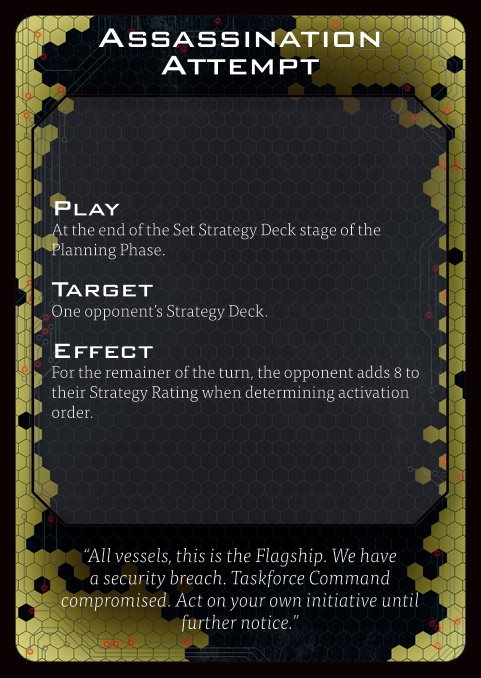 Assassination
Attempt
Play
At the end of the Set Strategy Deck stage of the
Planning Phase.
Target
One opponent's Strategy Deck.
Effect
For the remainer of the turn, the opponent adds 8 to
their Strategy Rating when determining activation
order.
“All vessels, this is the Flagship. We have
a security breach. Taskforce Command
compromised. Act on your own initiative until
further notice.”